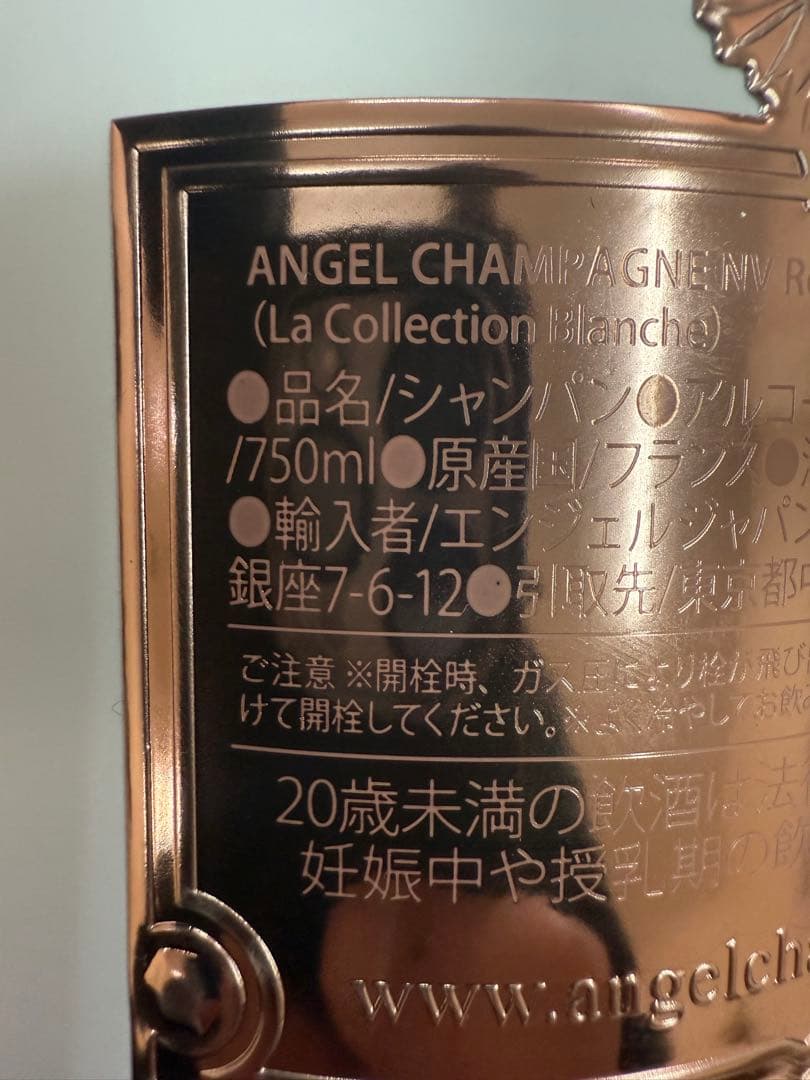 ANGEL CHAMPAGNE NV R
(La Collection Blanche)
●品名/シャンパン●アルコー
/750ml●原産国/フランス●
●輸入者/エンジェルジャパン
銀座7-6-12●引取先/東京都中
ご注意 ※開栓時、ガス圧により栓が飛び
けて開栓してください。※よく冷やしてお飲
20歳未満の飲酒は法
妊娠中や授乳期の飲
www.angelcha